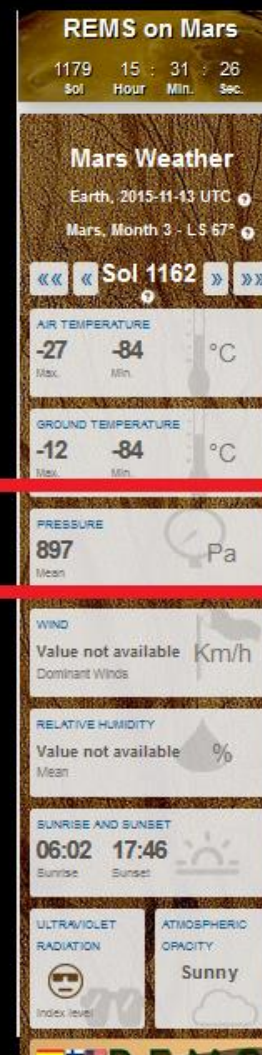 REMS on Mars
1179 15 : 31 : 26
Sol Hour Min. Sec.
Mars Weather
Earth, 2015-11-13 UTC ?
Mars, Month 3 - LS 67° ?
«« « Sol 1162 » »»
?
AIR TEMPERATURE
-27 -84 °C
Max. Min.
GROUND TEMPERATURE
-12 -84 °C
Max. Min.
PRESSURE
897 Pa
Mean
WIND
Value not available Km/h
Dominant Winds
RELATIVE HUMIDITY
Value not available %
Mean
SUNRISE AND SUNSET
06:02 17:46
Sunrise Sunset
ULTRAVIOLET RADIATION
Index level
ATMOSPHERIC OPACITY
Sunny